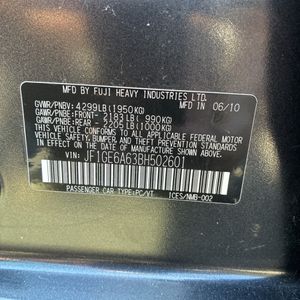 MFD BY FUJI HEAVY INDUSTRIES LTD. 06/10
GVWR/PNBV: 4299LB (1950KG)
GAWR/PNBE: FRONT- 2183LB ( 990KG)
GAWR/PNBE: REAR - 2205LB (1000KG)
THIS VEHICLE CONFORMS TO ALL APPLICABLE FEDERAL MOTOR
VEHICLE SAFETY, BUMPER, AND THEFT PREVENTION STANDARDS
IN EFFECT ON THE DATE OF MANUFACTURE SHOWN ABOVE.
VIN: JF1GE6A63BH502601
PASSENGER CAR TYPE:PC/VT ICES/NMB-002